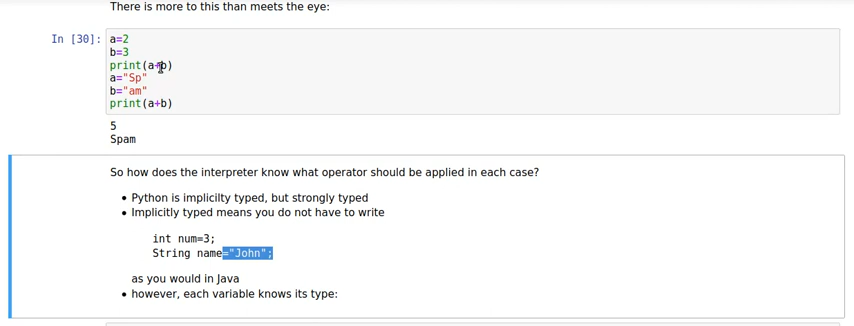 There is more to this than meets the eye:
In [30]:
a=2
b=3
print(a+b)
a="Sp"
b="am"
print(a+b)
5
Spam
So how does the interpreter know what operator should be applied in each case?
• Python is implicilty typed, but strongly typed
• Implicitly typed means you do not have to write
int num=3;
String name="John";
as you would in Java
• however, each variable knows its type: